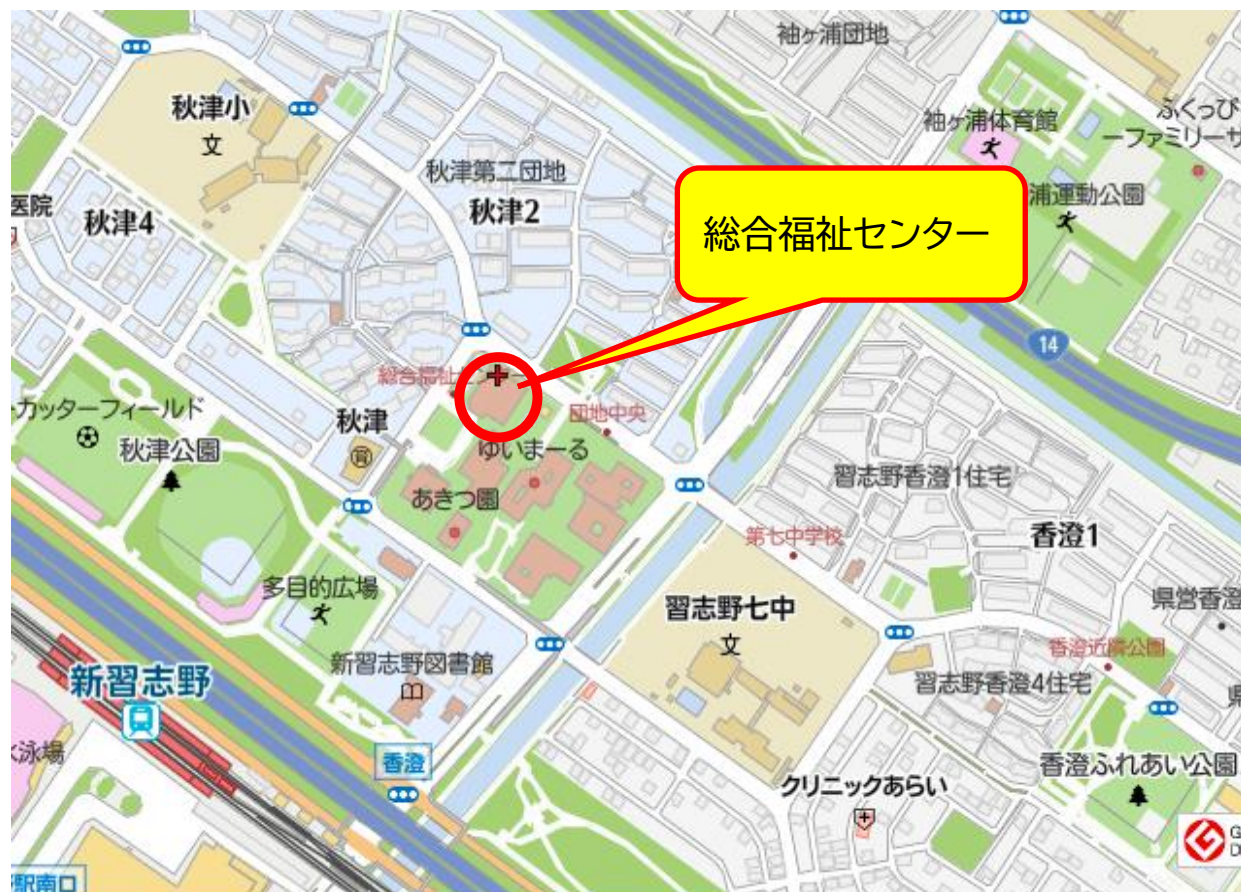 袖ヶ浦団地
秋津小
文
袖ヶ浦体育館
ふくっぴ
ーファミリーサ
秋津第二団地
医院
秋津4
秋津2
浦運動公園
総合福祉センター
14
総合福祉センター
カッターフィールド
秋津
団地中央
秋津公園
ゆいまーる
習志野香澄1住宅
あきつ園
第七中学校
香澄1
多目的広場
習志野七中
文
県営香澄
新習志野図書館
香澄近隣公園
新習志野
習志野香澄4住宅
県
水泳場
香澄
香澄ふれあい公園
クリニックあらい
G
D
駅南口